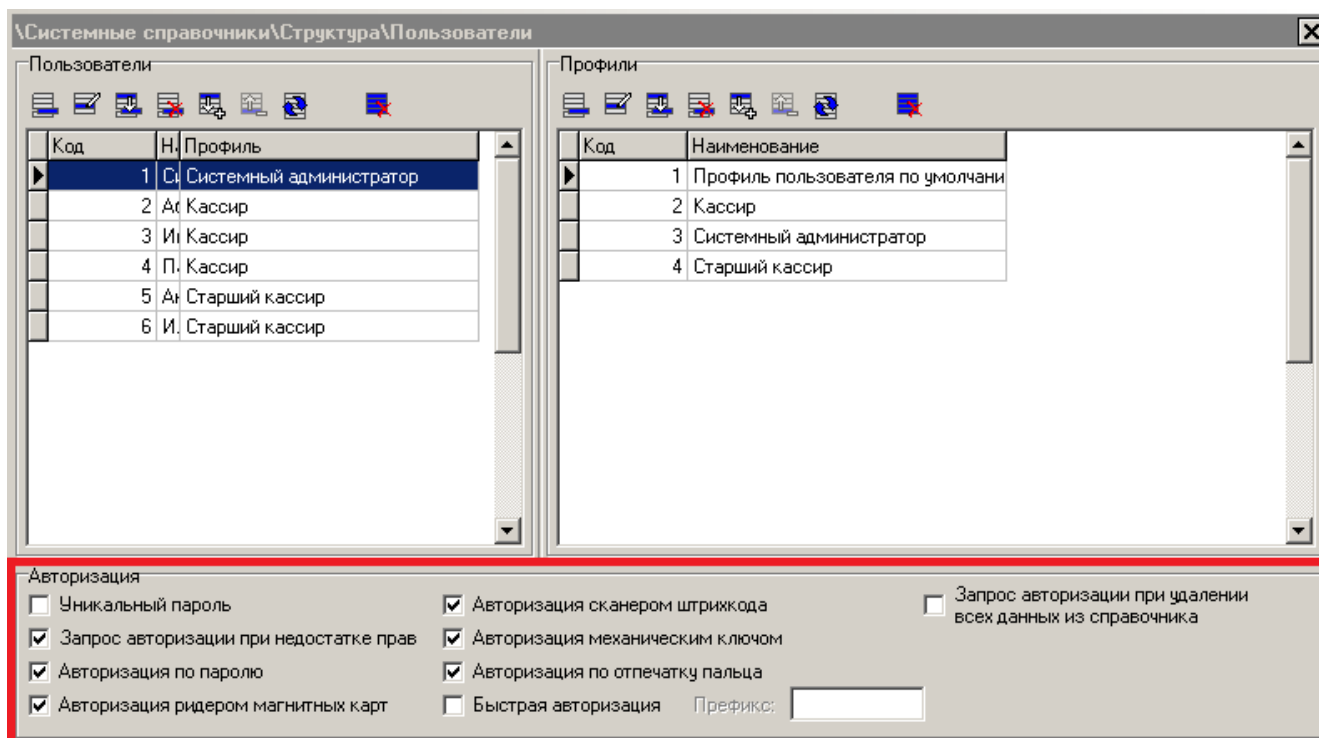 \Системные справочники\Структура\Пользователи
Пользователи
Код Профиль
1 Системный администратор
2 Кассир
3 Кассир
4 Кассир
5 Старший кассир
6 Старший кассир
Профили
Код Наименование
1 Профиль пользователя по умолчани
2 Кассир
3 Системный администратор
4 Старший кассир
Авторизация
Уникальный пароль
Запрос авторизации при недостатке прав
Авторизация по паролю
Авторизация ридером магнитных карт
Авторизация сканером штрихкода
Авторизация механическим ключом
Авторизация по отпечатку пальца
Быстрая авторизация Префикс:
Запрос авторизации при удалении
всех данных из справочника